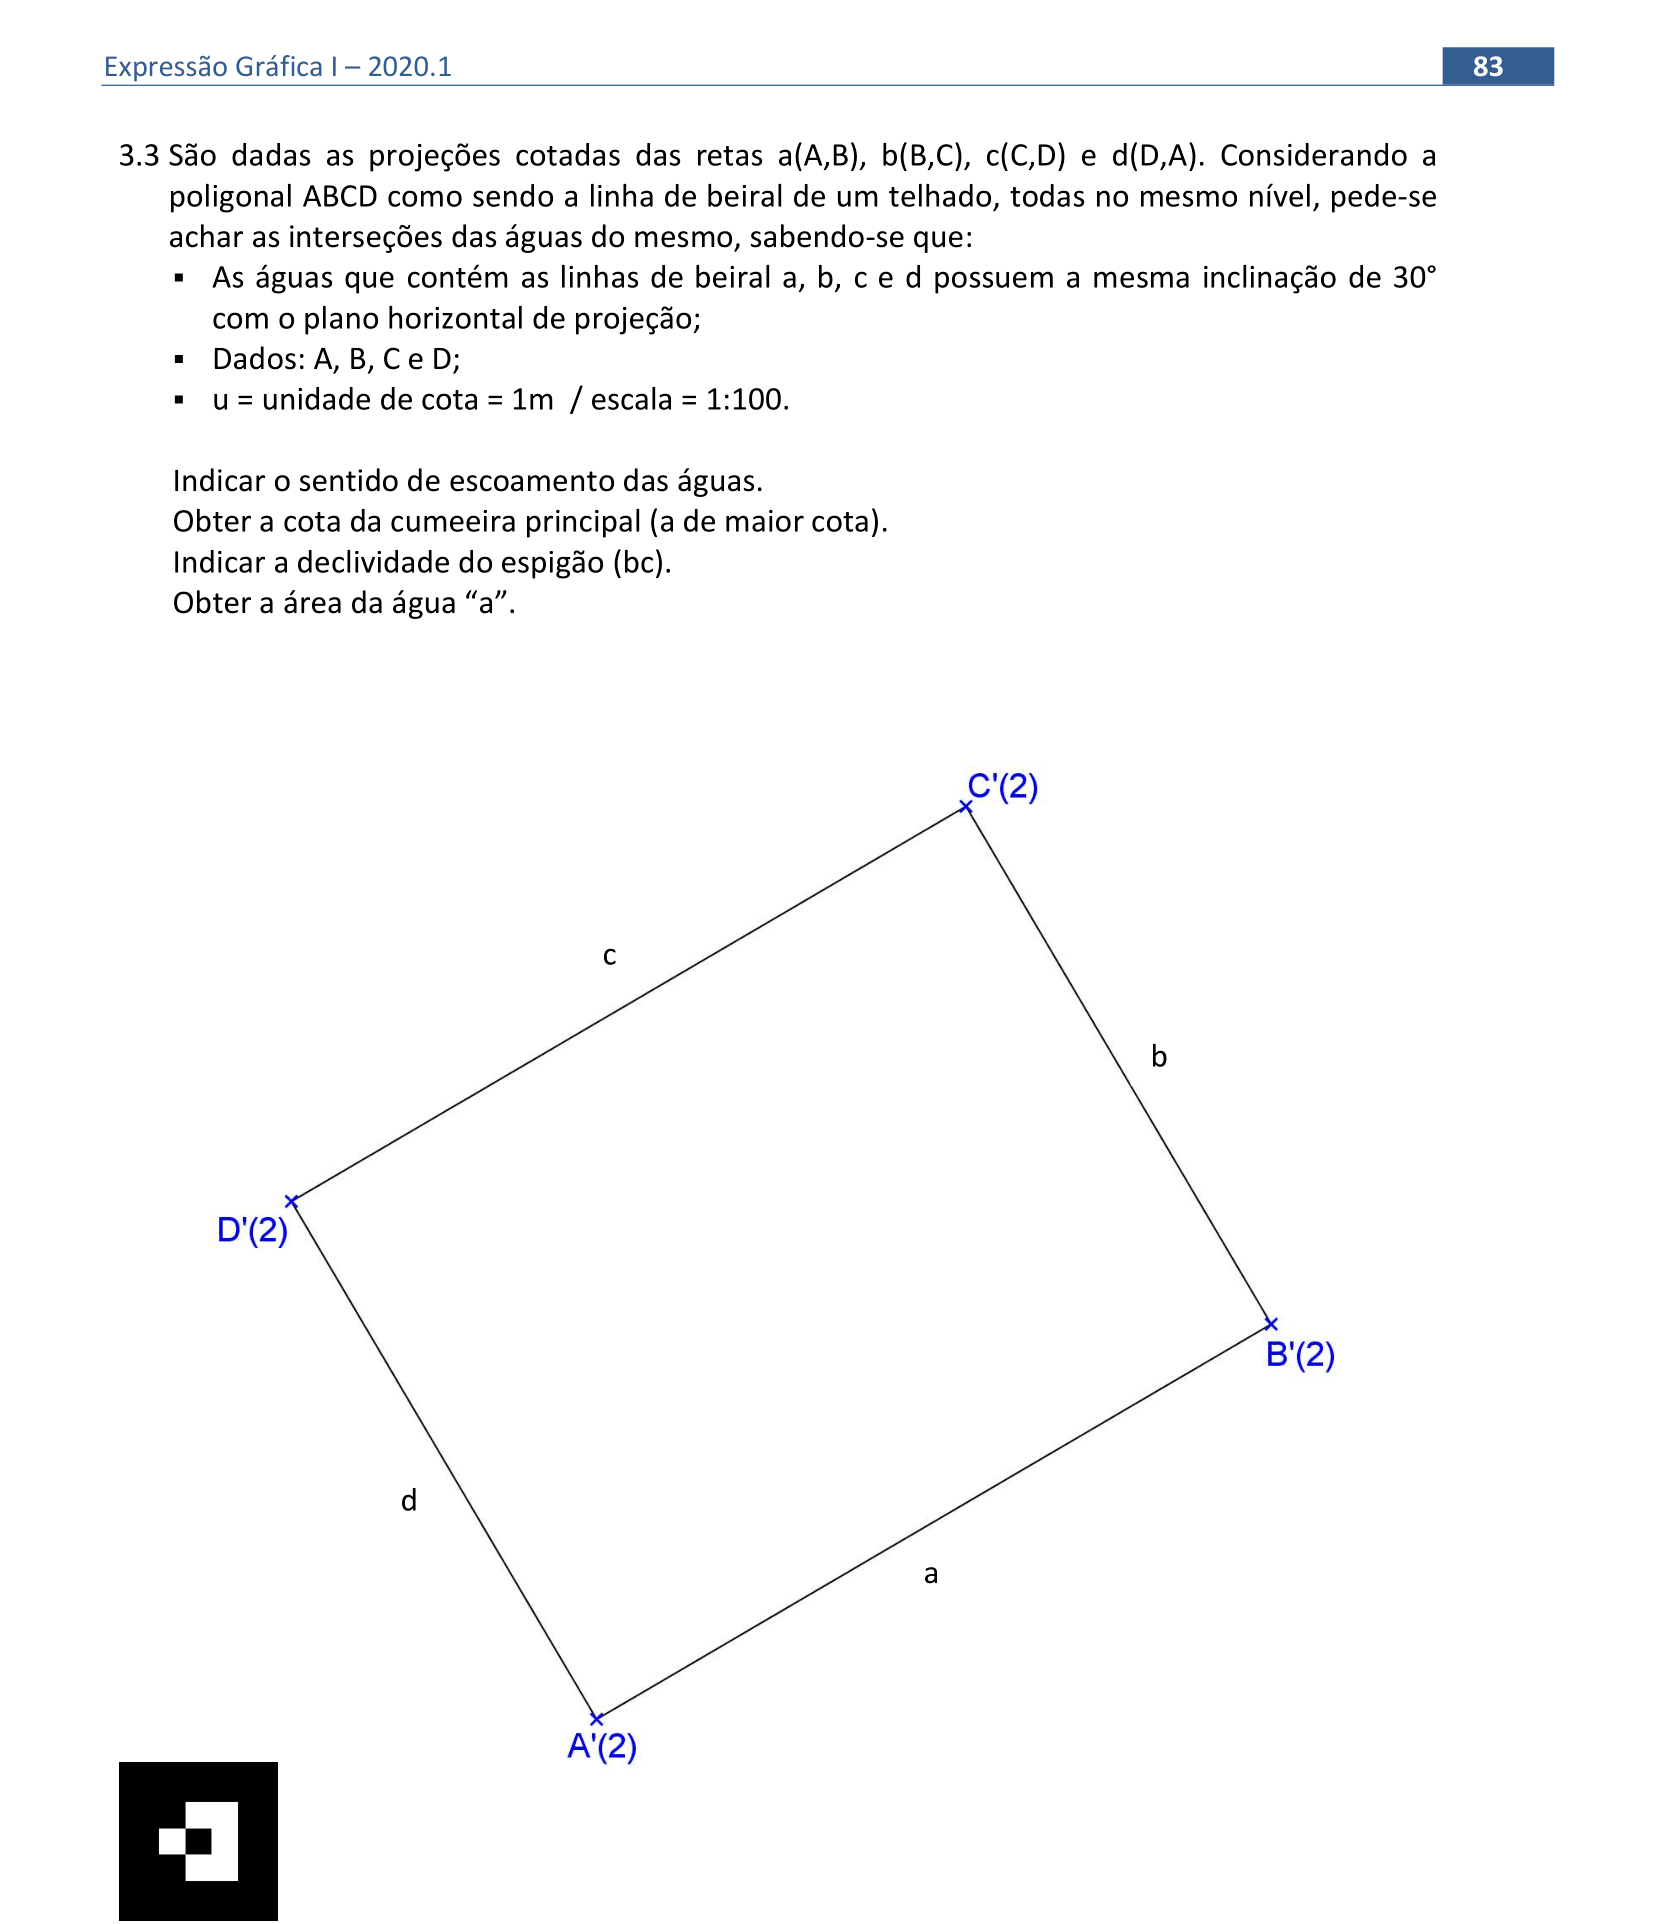 Expressão Gráfica I – 2020.1
83
3.3 São dadas as projeções cotadas das retas a(A,B), b(B,C), c(C,D) e d(D,A). Considerando a
poligonal ABCD como sendo a linha de beiral de um telhado, todas no mesmo nível, pede-se
achar as interseções das águas do mesmo, sabendo-se que:
▪ As águas que contém as linhas de beiral a, b, c e d possuem a mesma inclinação de 30°
com o plano horizontal de projeção;
▪ Dados: A, B, C e D;
▪ u = unidade de cota = 1m / escala = 1:100.
Indicar o sentido de escoamento das águas.
Obter a cota da cumeeira principal (a de maior cota).
Indicar a declividade do espigão (bc).
Obter a área da água “a”.
C'(2)
c
b
D'(2)
B'(2)
d
a
A'(2)